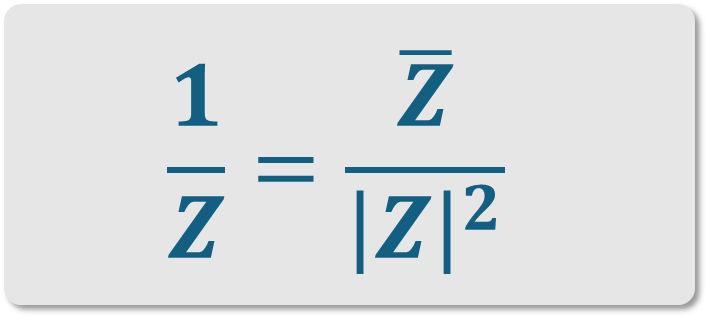 1/Z = Z̅/|Z|²